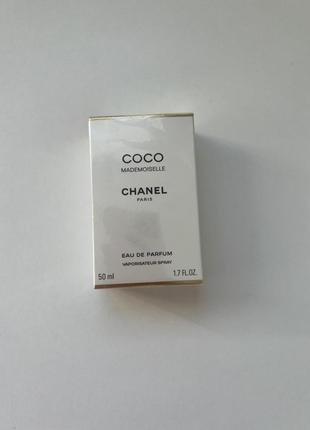 COCO
MADEMOISELLE
CHANEL
PARIS
EAU DE PARFUM
VAPORISATEUR SPRAY
50 ml 1.7 FL.OZ.